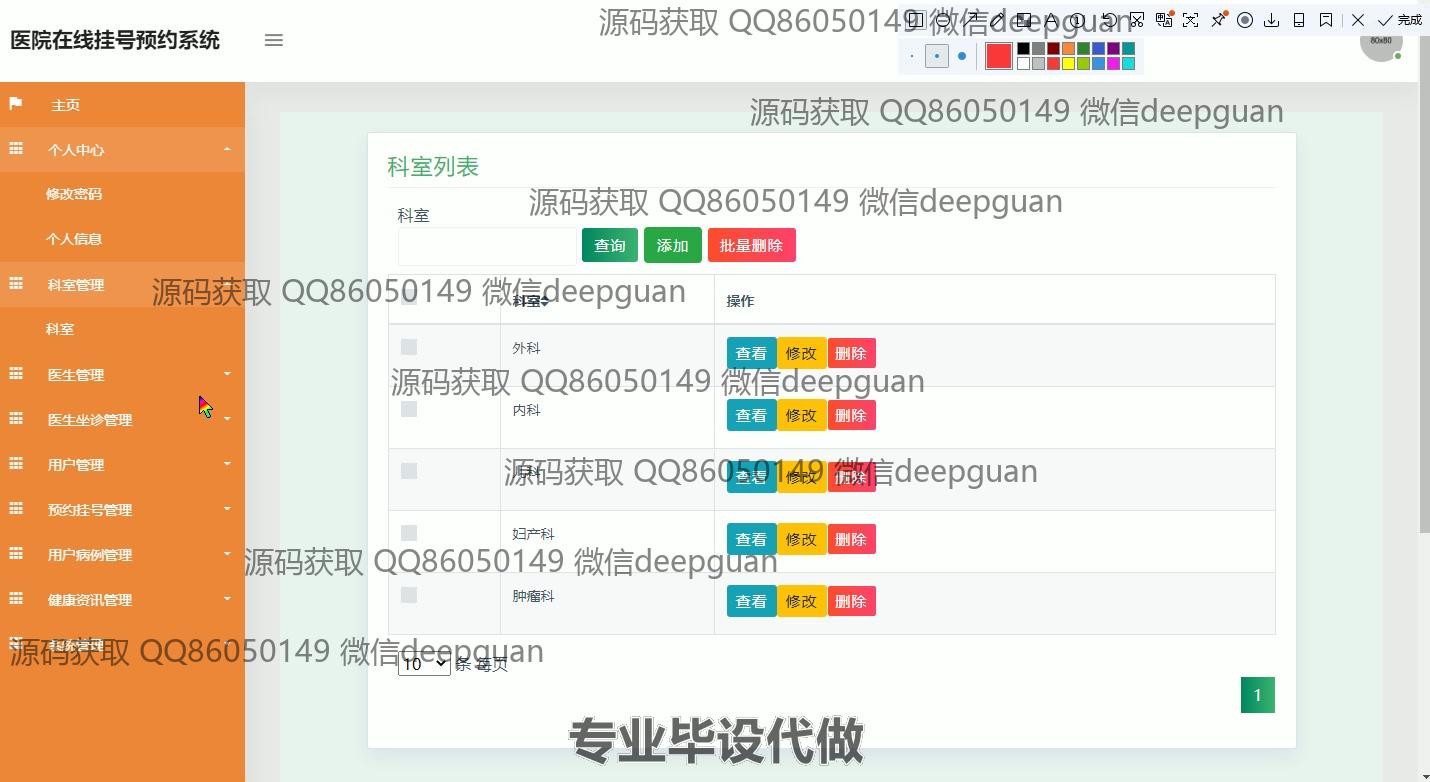 医院在线挂号预约系统
源码获取 QQ86050149 微信deepguan
完成
80x80
主页
个人中心
修改密码
个人信息
科室管理
科室
医生管理
医生坐诊管理
用户管理
预约挂号管理
用户病例管理
健康资讯管理
系统管理
源码获取 QQ86050149 微信deepguan
科室列表
源码获取 QQ86050149 微信deepguan
科室
查询 添加 批量删除
源码获取 QQ86050149 微信deepguan
科室 操作
外科 查看 修改 删除
源码获取 QQ86050149 微信deepguan
内科 查看 修改 删除
源码获取 QQ86050149 微信deepguan
查看 修改 删除
妇产科 查看 修改 删除
源码获取 QQ86050149 微信deepguan
肿瘤科 查看 修改 删除
源码获取 QQ86050149 微信deepguan
10 条 每页
1
专业毕设代做